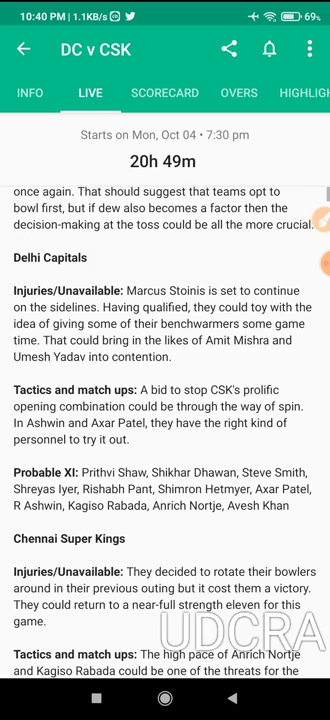 10:40 PM | 1.1KB/s
69%
DC v CSK
INFO LIVE SCORECARD OVERS HIGHLIGH
Starts on Mon, Oct 04 • 7:30 pm
20h 49m
once again. That should suggest that teams opt to
bowl first, but if dew also becomes a factor then the
decision-making at the toss could be all the more crucial.
Delhi Capitals
Injuries/Unavailable: Marcus Stoinis is set to continue
on the sidelines. Having qualified, they could toy with the
idea of giving some of their benchwarmers some game
time. That could bring in the likes of Amit Mishra and
Umesh Yadav into contention.
Tactics and match ups: A bid to stop CSK's prolific
opening combination could be through the way of spin.
In Ashwin and Axar Patel, they have the right kind of
personnel to try it out.
Probable XI: Prithvi Shaw, Shikhar Dhawan, Steve Smith,
Shreyas Iyer, Rishabh Pant, Shimron Hetmyer, Axar Patel,
R Ashwin, Kagiso Rabada, Anrich Nortje, Avesh Khan
Chennai Super Kings
Injuries/Unavailable: They decided to rotate their bowlers
around in their previous outing but it cost them a victory.
They could return to a near-full strength eleven for this
game.
UDCRA
Tactics and match ups: The high pace of Anrich Nortje
and Kagiso Rabada could be one of the threats for the